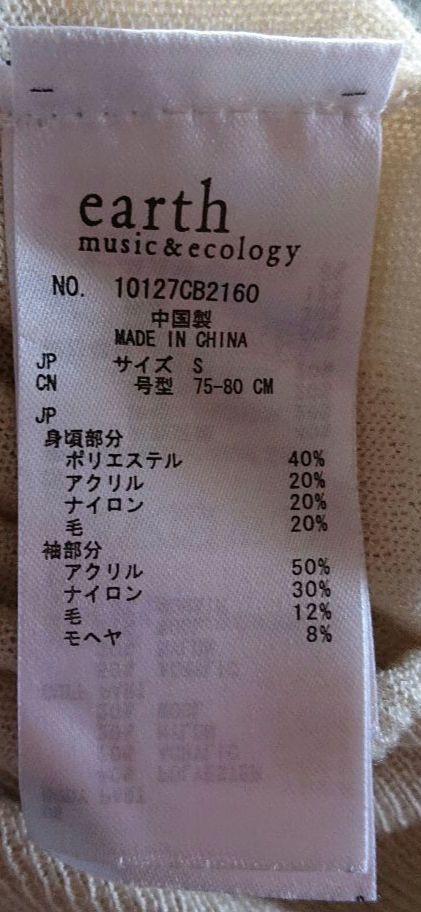 earth
music&ecology
NO. 10127CB2160
中国製
MADE IN CHINA
JP サイズ S
CN 号型 75-80 CM
JP
身頃部分
ポリエステル 40%
アクリル 20%
ナイロン 20%
毛 20%
袖部分
アクリル 50%
ナイロン 30%
毛 12%
モヘヤ 8%